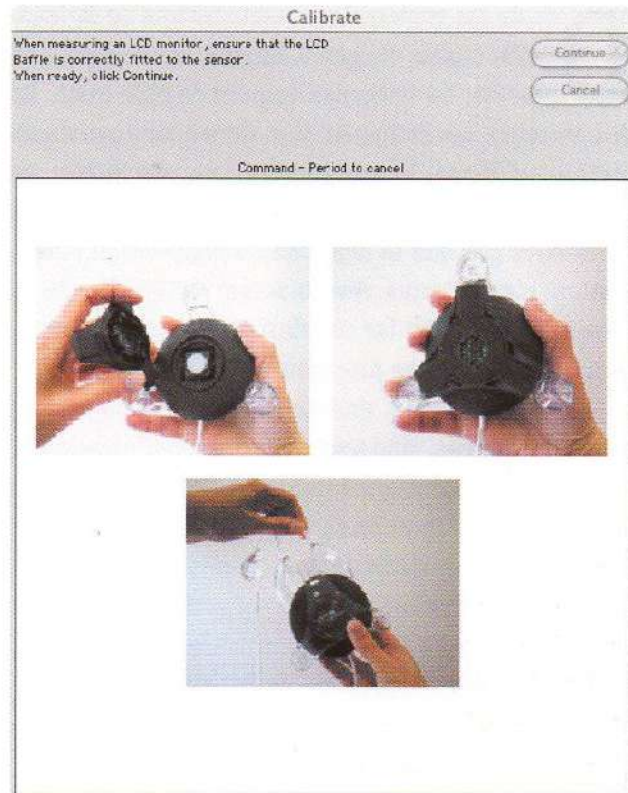 Calibrate
When measuring an LCD monitor, ensure that the LCD
Baffle is correctly fitted to the sensor.
When ready, click Continue.
Continue
Cancel
Command - Period to cancel